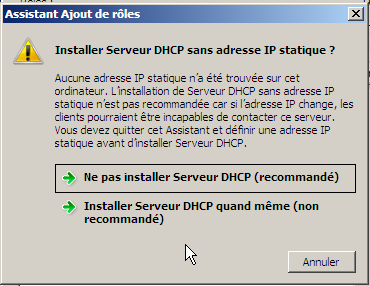 Assistant Ajout de rôles
Installer Serveur DHCP sans adresse IP statique ?
Aucune adresse IP statique n'a été trouvée sur cet
ordinateur. L'installation de Serveur DHCP sans adresse IP
statique n'est pas recommandée car si l'adresse IP change, les
clients pourraient être incapables de contacter ce serveur.
Vous devez quitter cet Assistant et définir une adresse IP
statique avant d'installer Serveur DHCP.
Ne pas installer Serveur DHCP (recommandé)
Installer Serveur DHCP quand même (non
recommandé)
Annuler